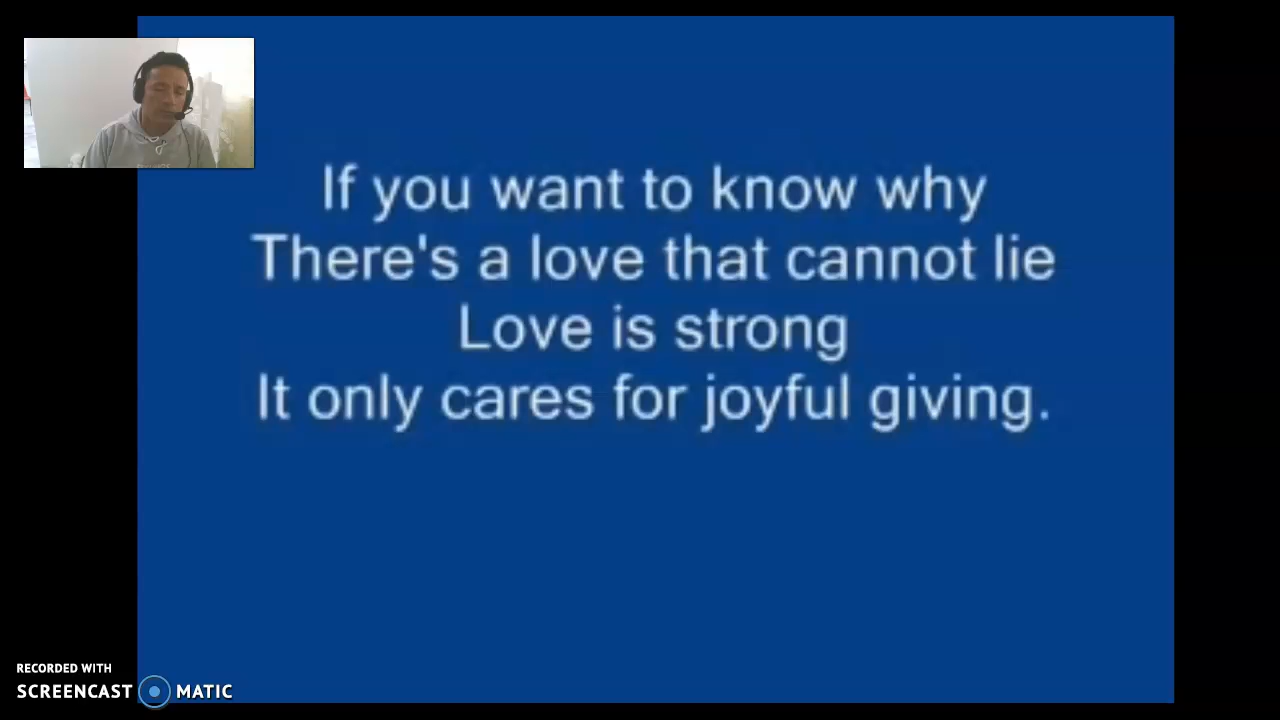 If you want to know why
There's a love that cannot lie
Love is strong
It only cares for joyful giving.
RECORDED WITH
SCREENCAST MATIC